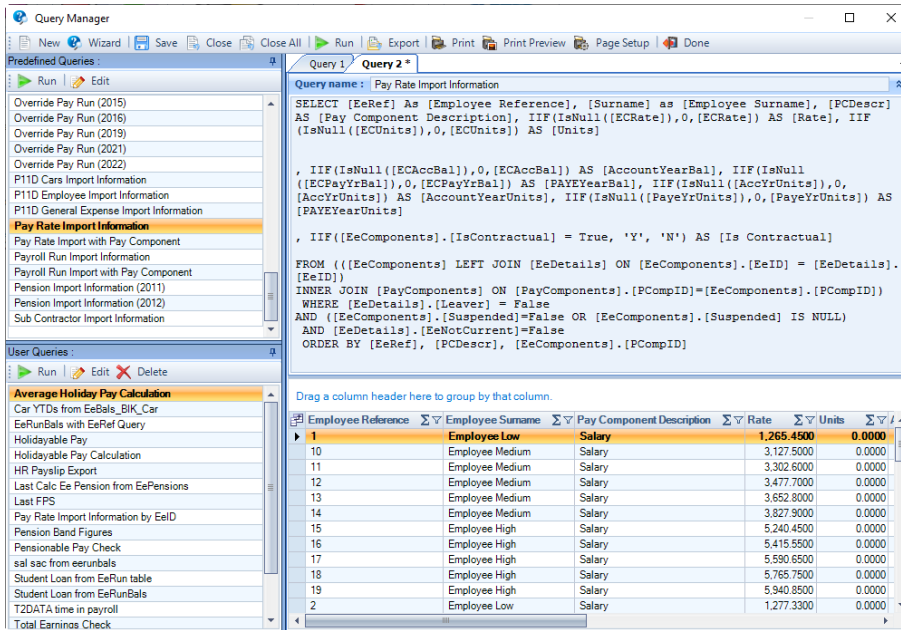 Query Manager
New Wizard Save Close Close All Run Export Print Print Preview Page Setup Done
Predefined Queries :
Run Edit
Override Pay Run (2015)
Override Pay Run (2016)
Override Pay Run (2019)
Override Pay Run (2021)
Override Pay Run (2022)
P11D Cars Import Information
P11D Employee Import Information
P11D General Expense Import Information
Pay Rate Import Information
Pay Rate Import with Pay Component
Payroll Run Import Information
Payroll Run Import with Pay Component
Pension Import Information (2011)
Pension Import Information (2012)
Sub Contractor Import Information
User Queries :
Run Edit Delete
Average Holiday Pay Calculation
Car YTDs from EeBals_BIK_Car
EeRunBals with EeRef Query
Holidayable Pay
Holidayable Pay Calculation
HR Payslip Export
Last Calc Ee Pension from EePensions
Last FPS
Pay Rate Import Information by EeID
Pension Band Figures
Pensionable Pay Check
sal sac from eerunbals
Student Loan from EeRun table
Student Loan from EeRunBals
T2DATA time in payroll
Total Earnings Check
Query 1 Query 2 *
Query name : Pay Rate Import Information
SELECT [EeRef] As [Employee Reference], [Surname] as [Employee Surname], [PCDescr]
AS [Pay Component Description], IIF(IsNull([ECRate]),0,[ECRate]) AS [Rate], IIF
(IsNull([ECUnits]),0,[ECUnits]) AS [Units]
, IIF(IsNull([ECAccBal]),0,[ECAccBal]) AS [AccountYearBal], IIF(IsNull
([ECPayYrBal]),0,[ECPayYrBal]) AS [PAYEYearBal], IIF(IsNull([AccYrUnits]),0,
[AccYrUnits]) AS [AccountYearUnits], IIF(IsNull([PayeYrUnits]),0,[PayeYrUnits]) AS
[PAYEYearUnits]
, IIF([EeComponents].[IsContractual] = True, 'Y', 'N') AS [Is Contractual]
FROM (([EeComponents] LEFT JOIN [EeDetails] ON [EeComponents].[EeID] = [EeDetails].
[EeID])
INNER JOIN [PayComponents] ON [PayComponents].[PCompID]=[EeComponents].[PCompID])
WHERE [EeDetails].[Leaver] = False
AND ([EeComponents].[Suspended]=False OR [EeComponents].[Suspended] IS NULL)
AND [EeDetails].[EeNotCurrent]=False
ORDER BY [EeRef], [PCDescr], [EeComponents].[PCompID]
Drag a column header here to group by that column.
Employee Reference Employee Surname Pay Component Description Rate Units
1 Employee Low Salary 1,265.4500 0.0000
10 Employee Medium Salary 3,127.5000 0.0000
11 Employee Medium Salary 3,302.6000 0.0000
12 Employee Medium Salary 3,477.7000 0.0000
13 Employee Medium Salary 3,652.8000 0.0000
14 Employee Medium Salary 3,827.9000 0.0000
15 Employee High Salary 5,240.4500 0.0000
16 Employee High Salary 5,415.5500 0.0000
17 Employee High Salary 5,590.6500 0.0000
18 Employee High Salary 5,765.7500 0.0000
19 Employee High Salary 5,940.8500 0.0000
2 Employee Low Salary 1,277.3300 0.0000